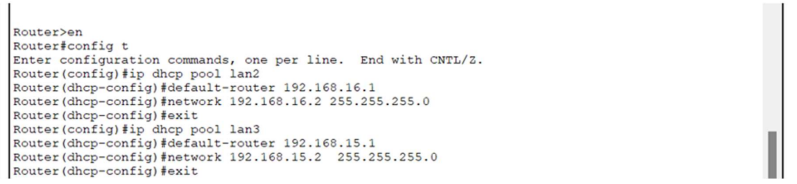 Router>en
Router#config t
Enter configuration commands, one per line.  End with CNTL/Z.
Router(config)#ip dhcp pool lan2
Router(dhcp-config)#default-router 192.168.16.1
Router(dhcp-config)#network 192.168.16.2 255.255.255.0
Router(dhcp-config)#exit
Router(config)#ip dhcp pool lan3
Router(dhcp-config)#default-router 192.168.15.1
Router(dhcp-config)#network 192.168.15.2  255.255.255.0
Router(dhcp-config)#exit